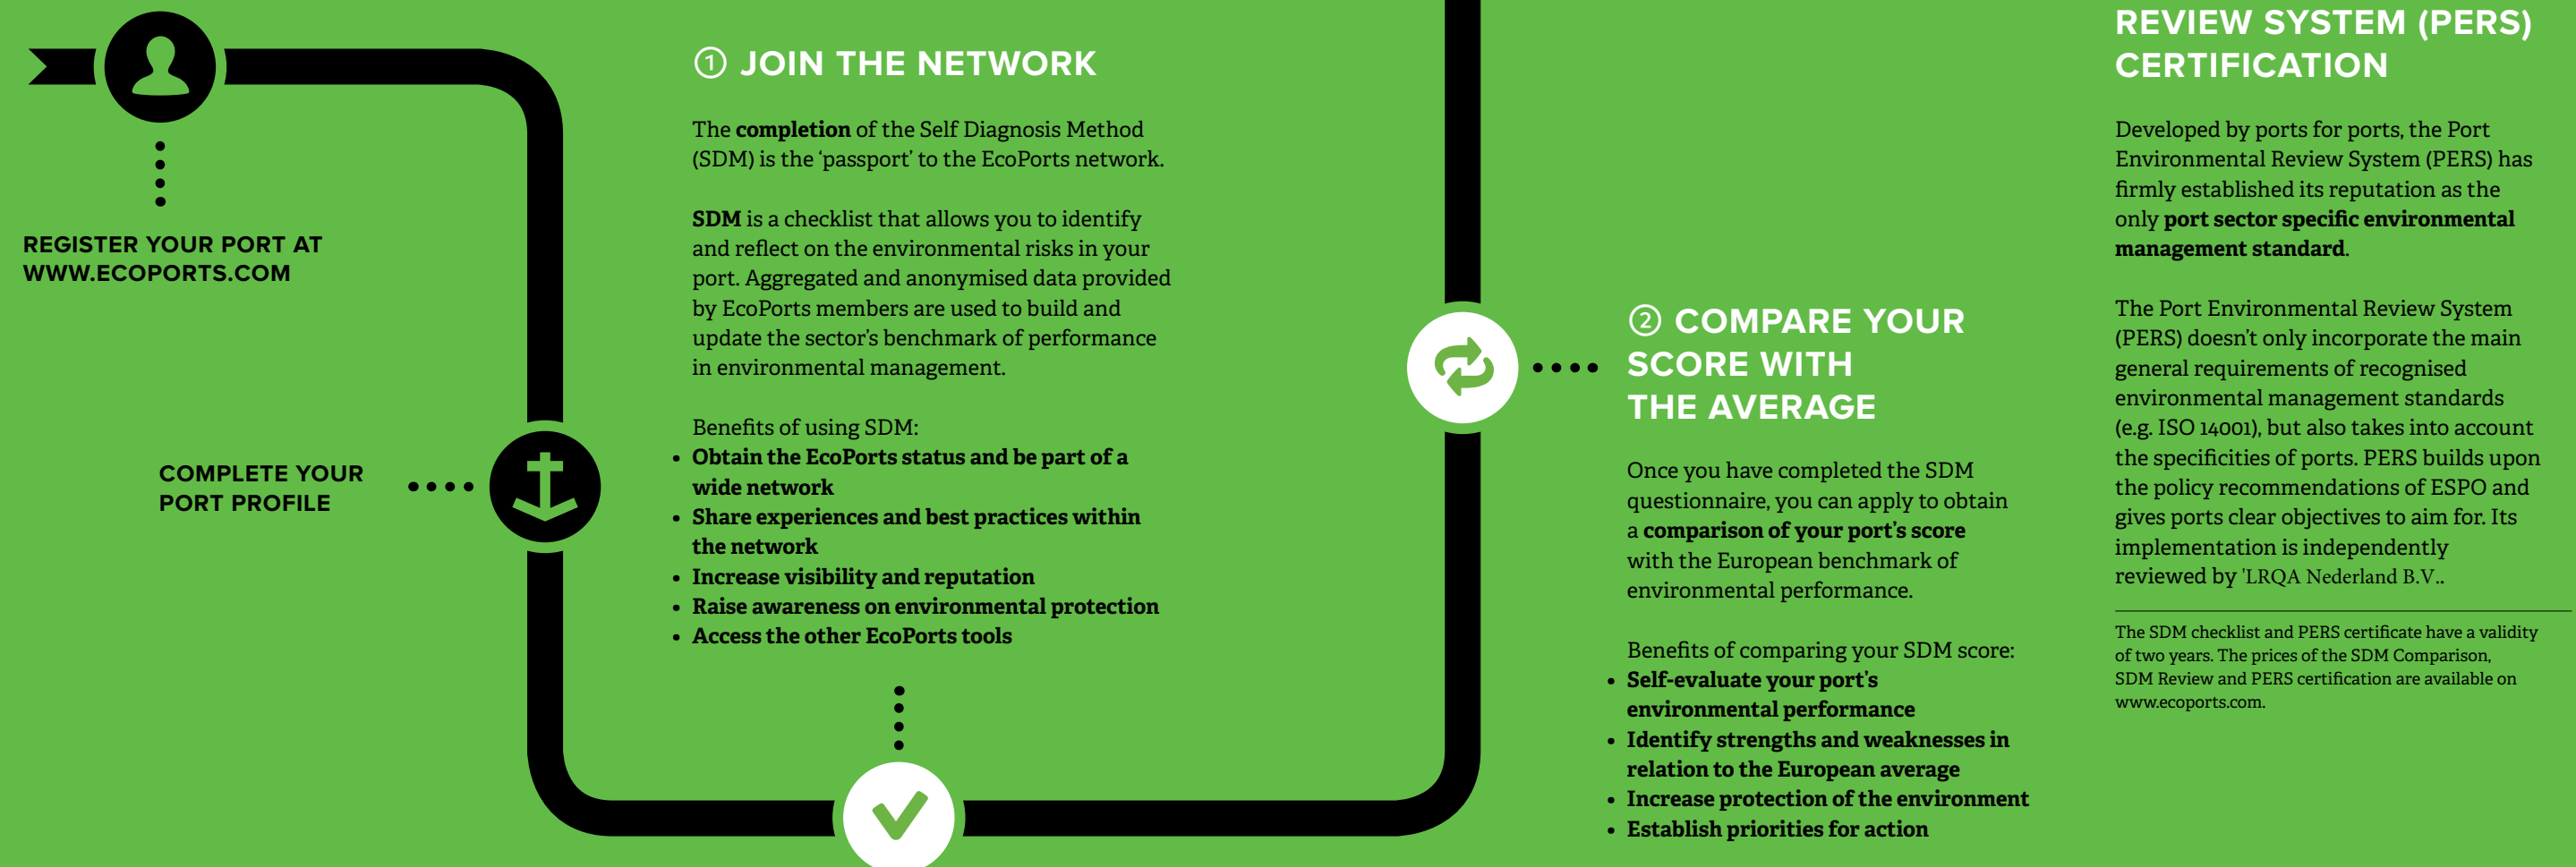 REGISTER YOUR PORT AT
WWW.ECOPORTS.COM
COMPLETE YOUR
PORT PROFILE
① JOIN THE NETWORK
The completion of the Self Diagnosis Method
(SDM) is the ‘passport’ to the EcoPorts network.
SDM is a checklist that allows you to identify
and reflect on the environmental risks in your
port. Aggregated and anonymised data provided
by EcoPorts members are used to build and
update the sector’s benchmark of performance
in environmental management.
Benefits of using SDM:
• Obtain the EcoPorts status and be part of a
wide network
• Share experiences and best practices within
the network
• Increase visibility and reputation
• Raise awareness on environmental protection
• Access the other EcoPorts tools
② COMPARE YOUR
SCORE WITH
THE AVERAGE
Once you have completed the SDM
questionnaire, you can apply to obtain
a comparison of your port’s score
with the European benchmark of
environmental performance.
Benefits of comparing your SDM score:
• Self-evaluate your port’s
environmental performance
• Identify strengths and weaknesses in
relation to the European average
• Increase protection of the environment
• Establish priorities for action
REVIEW SYSTEM (PERS)
CERTIFICATION
Developed by ports for ports, the Port
Environmental Review System (PERS) has
firmly established its reputation as the
only port sector specific environmental
management standard.
The Port Environmental Review System
(PERS) doesn’t only incorporate the main
general requirements of recognised
environmental management standards
(e.g. ISO 14001), but also takes into account
the specificities of ports. PERS builds upon
the policy recommendations of ESPO and
gives ports clear objectives to aim for. Its
implementation is independently
reviewed by 'LRQA Nederland B.V..
The SDM checklist and PERS certificate have a validity
of two years. The prices of the SDM Comparison,
SDM Review and PERS certification are available on
www.ecoports.com.